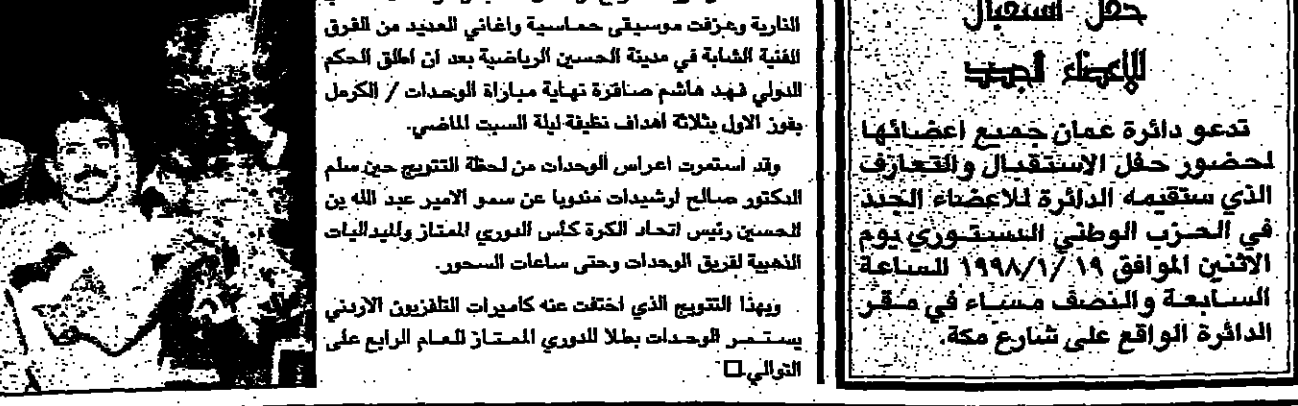 حفل استقبال
للاعضاء الجدد
تدعو دائرة عمان جميع اعضائها
لحضور حفل الاستقبال والتعارف
الذي ستقيمه الدائرة للاعضاء الجدد
في الحزب الوطني الدستوري يوم
الاثنين الموافق ١٩ /١/ ١٩٩٨ الساعة
السابعة والنصف مساء في مقر
الدائرة الواقع على شارع مكة.
النارية وعزفت موسيقى حماسية واغاني العديد من الفرق
الفنية الشابة في مدينة الحسين الرياضية بعد ان اطلق الحكم
الدولي فهد هاشم صافرة نهاية مباراة الوحدات / الكرمل
بفوز الاول بثلاثة اهداف نظيفة ليلة السبت الماضي.
وقد استمرت اعراس الوحدات من لحظة التتويج حين سلم
الدكتور صالح ارشيدات مندوبا عن سمو الامير عبد الله بن
الحسين رئيس اتحاد الكرة كأس الدوري الممتاز والميداليات
الذهبية لفريق الوحدات وحتى ساعات السحور.
وبهذا التتويج الذي اختفت عنه كاميرات التلفزيون الاردني
يستمر الوحدات بطلا للدوري الممتاز للعام الرابع على
التوالي.□